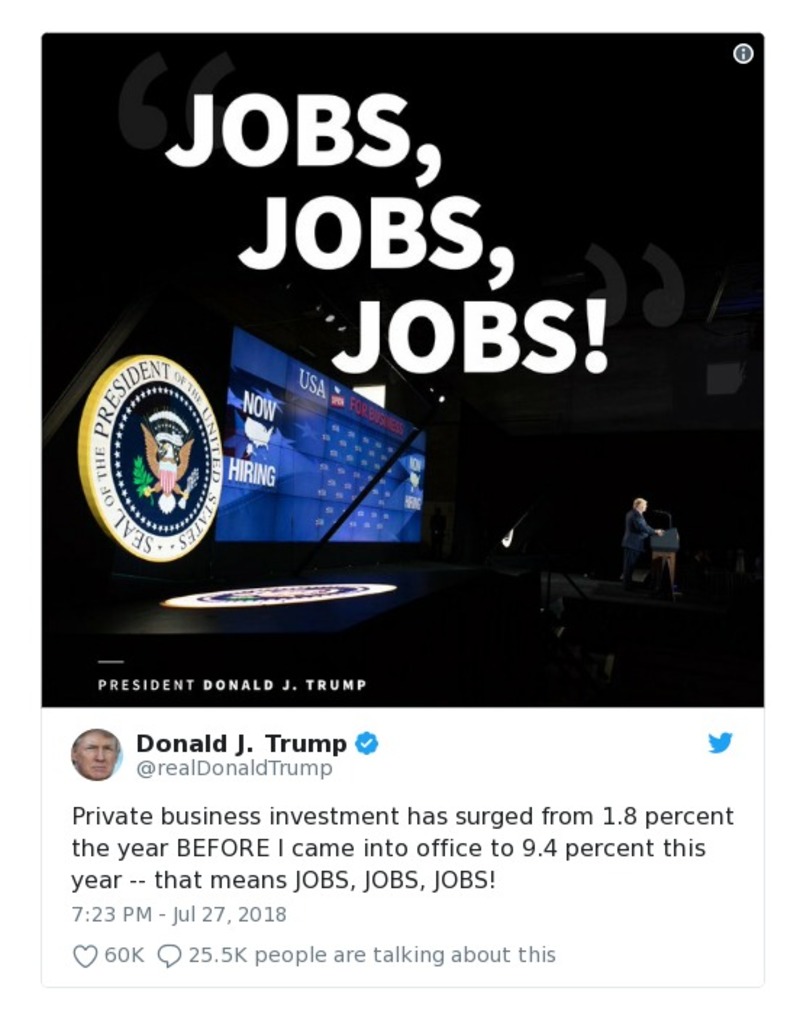 “JOBS,
JOBS,
JOBS!”
SEAL OF THE PRESIDENT OF THE UNITED STATES
USA
OPEN
FOR BUSINESS
NOW
HIRING
NOW
HIRING
PRESIDENT DONALD J. TRUMP
Donald J. Trump
@realDonaldTrump
Private business investment has surged from 1.8 percent
the year BEFORE I came into office to 9.4 percent this
year -- that means JOBS, JOBS, JOBS!
7:23 PM - Jul 27, 2018
60K 25.5K people are talking about this